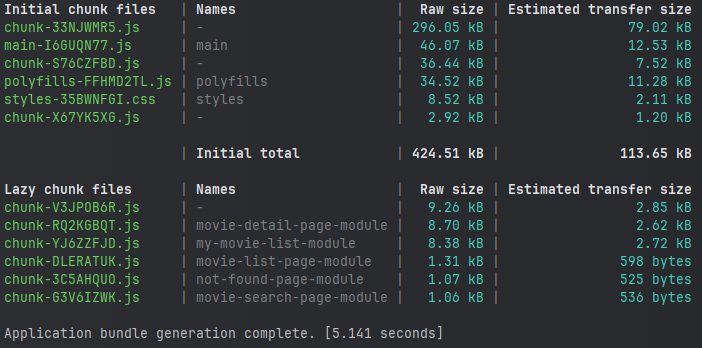 Initial chunk files | Names | Raw size | Estimated transfer size
chunk-33NJWMR5.js | - | 296.05 kB | 79.02 kB
main-I6GUQN77.js | main | 46.07 kB | 12.53 kB
chunk-S76CZFBD.js | - | 36.44 kB | 7.52 kB
polyfills-FFHMD2TL.js | polyfills | 34.52 kB | 11.28 kB
styles-35BWNFGI.css | styles | 8.52 kB | 2.11 kB
chunk-X67YK5XG.js | - | 2.92 kB | 1.20 kB
| Initial total | 424.51 kB | 113.65 kB
Lazy chunk files | Names | Raw size | Estimated transfer size
chunk-V3JPOB6R.js | - | 9.26 kB | 2.85 kB
chunk-RQ2KGBQT.js | movie-detail-page-module | 8.70 kB | 2.62 kB
chunk-YJ6ZZFJD.js | my-movie-list-module | 8.38 kB | 2.72 kB
chunk-DLERATUK.js | movie-list-page-module | 1.31 kB | 598 bytes
chunk-3C5AHQUO.js | not-found-page-module | 1.07 kB | 525 bytes
chunk-G3V6IZWK.js | movie-search-page-module | 1.06 kB | 536 bytes
Application bundle generation complete. [5.141 seconds]